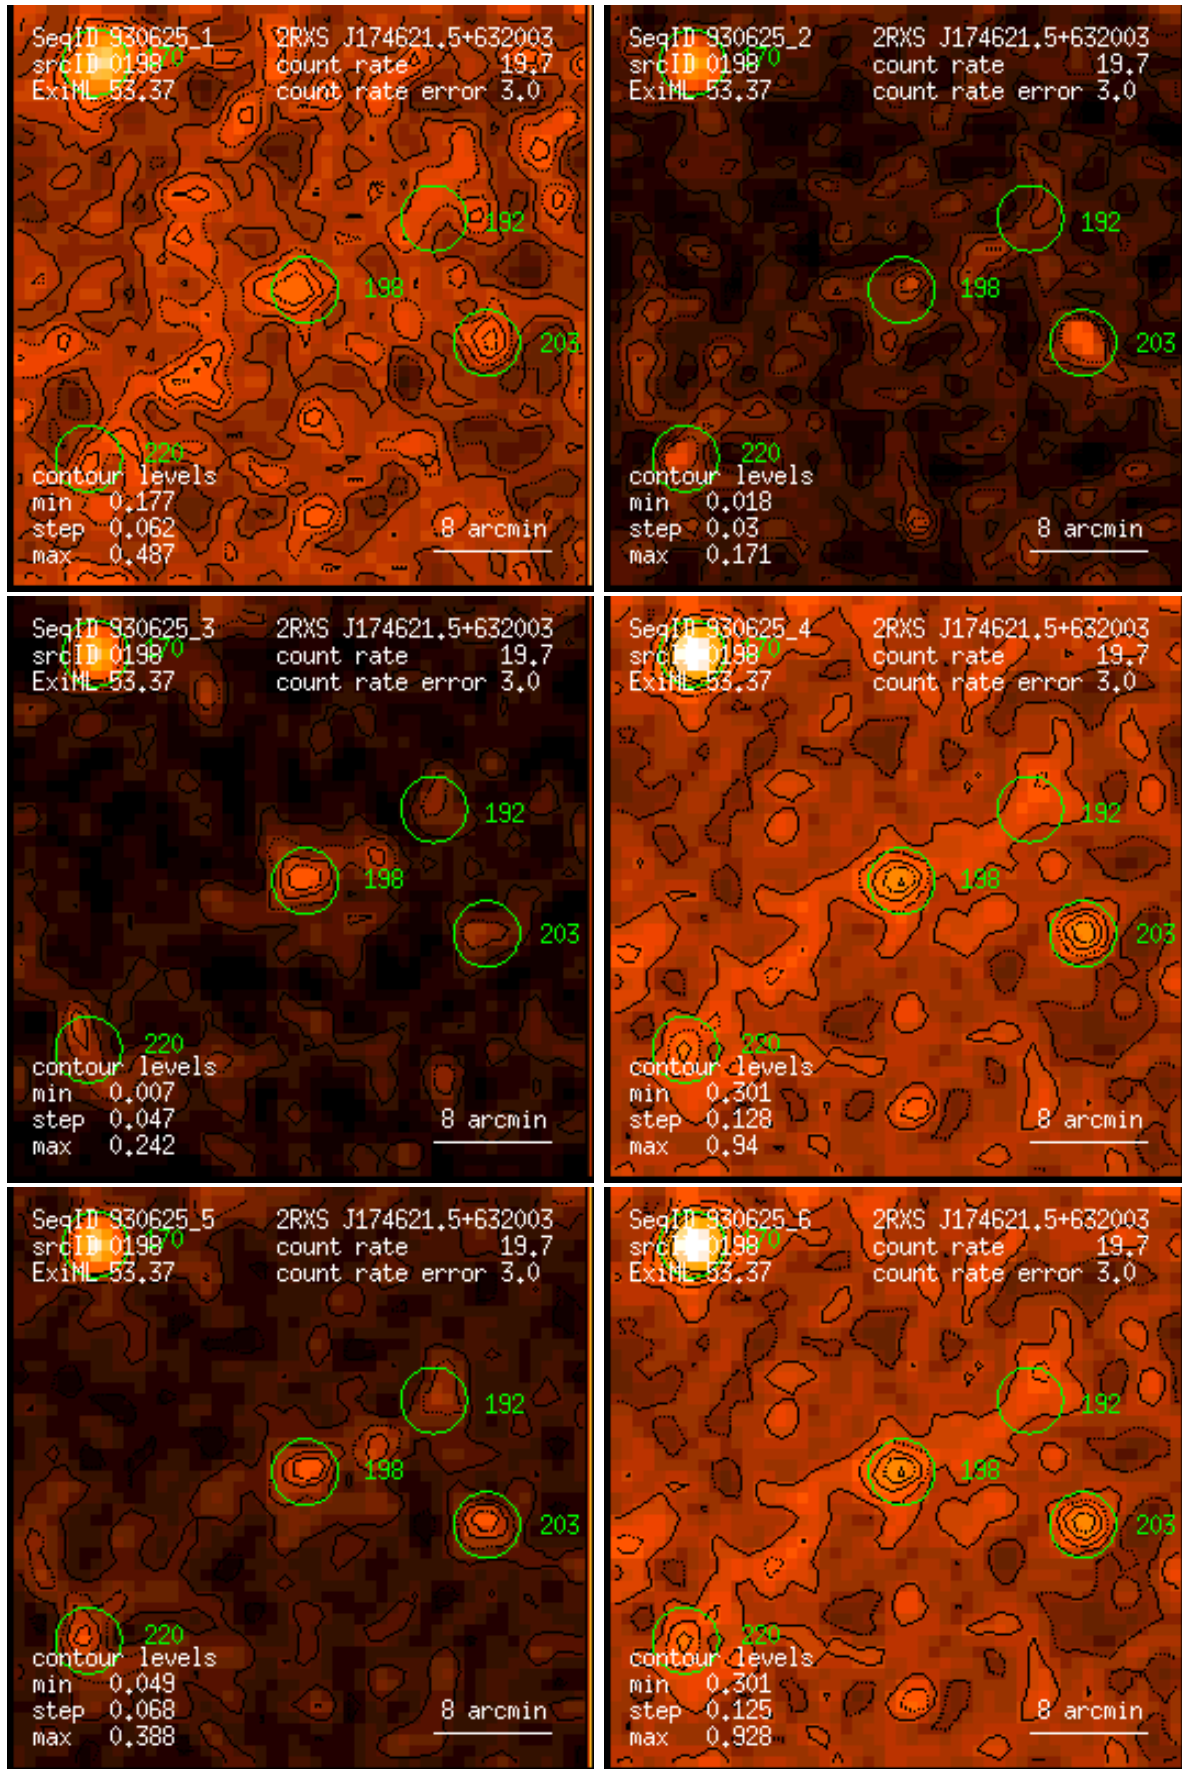 SeqID 930625_1 2RXS J174621.5+632003
srcID 0198 170 count rate 19.7
ExiML 53.37 count rate error 3.0
192
198
203
220
contour levels
min 0.177
step 0.062 8 arcmin
max 0.487
SeqID 930625_2 2RXS J174621.5+632003
srcID 0198 170 count rate 19.7
ExiML 53.37 count rate error 3.0
192
198
203
220
contour levels
min 0.018
step 0.03 8 arcmin
max 0.171
SeqID 930625_3 2RXS J174621.5+632003
srcID 0198 170 count rate 19.7
ExiML 53.37 count rate error 3.0
192
198
203
220
contour levels
min 0.007
step 0.047 8 arcmin
max 0.242
SeqID 930625_4 2RXS J174621.5+632003
srcID 0198 170 count rate 19.7
ExiML 53.37 count rate error 3.0
192
198
203
220
contour levels
min 0.301
step 0.128 8 arcmin
max 0.94
SeqID 930625_5 2RXS J174621.5+632003
srcID 0198 170 count rate 19.7
ExiML 53.37 count rate error 3.0
192
198
203
220
contour levels
min 0.049
step 0.068 8 arcmin
max 0.388
SeqID 930625_6 2RXS J174621.5+632003
srcID 0198 170 count rate 19.7
ExiML 53.37 count rate error 3.0
192
198
203
220
contour levels
min 0.301
step 0.125 8 arcmin
max 0.928